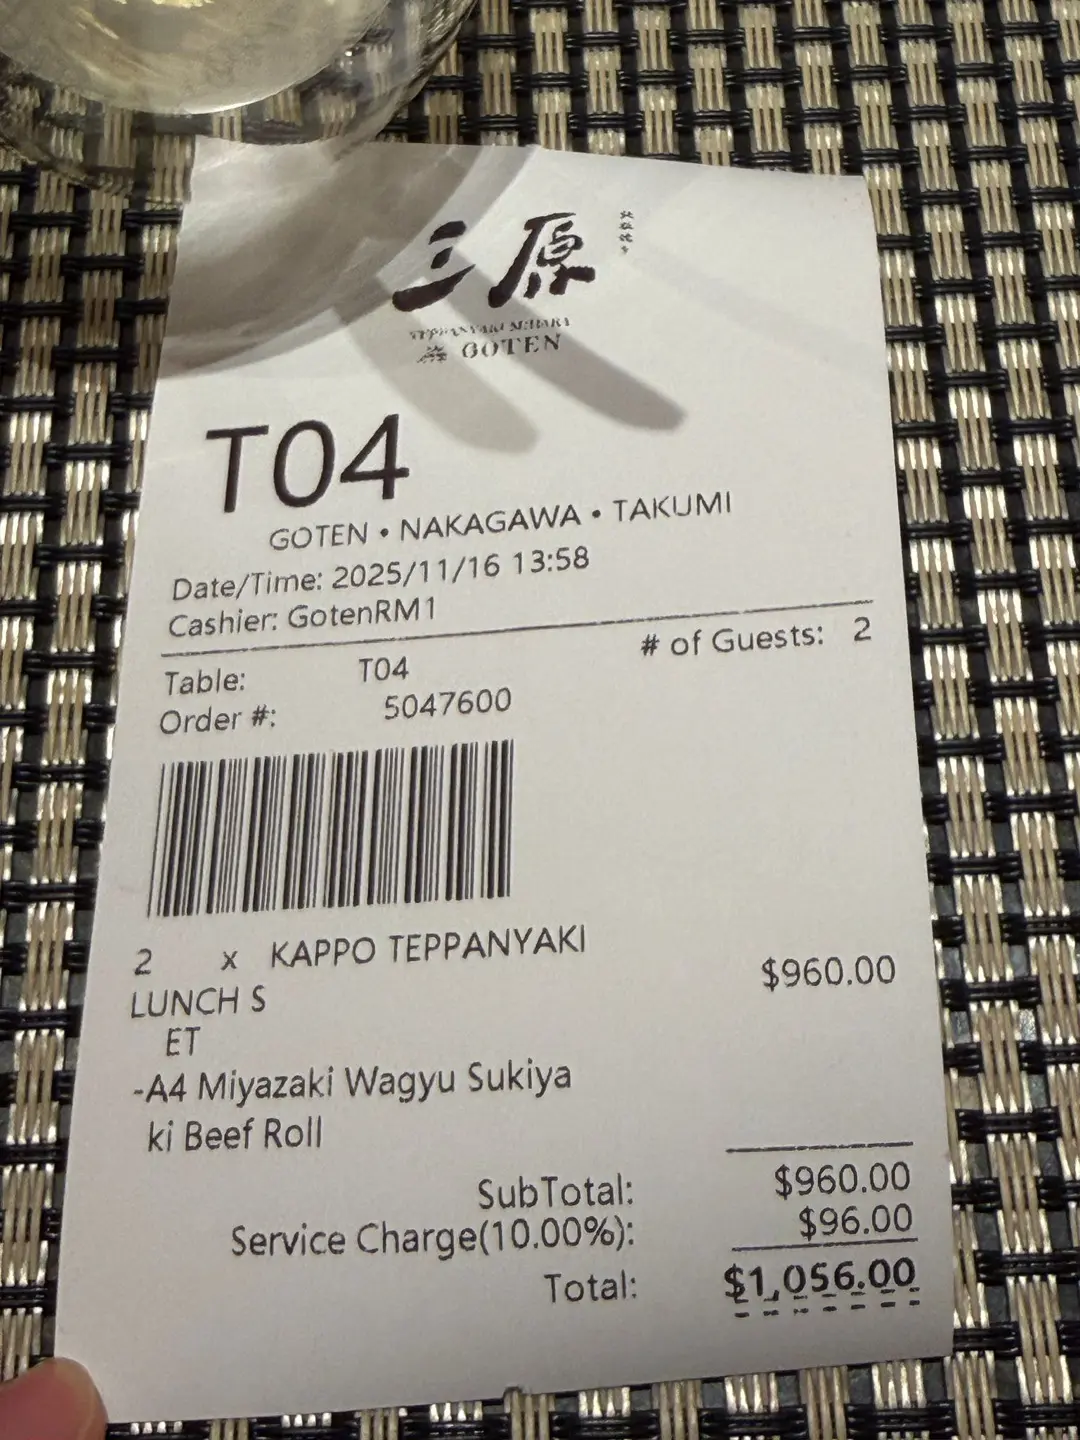 三原
TEPPANYAKI MIHARA
GOTEN
T04
GOTEN • NAKAGAWA • TAKUMI
Date/Time: 2025/11/16 13:58
Cashier: GotenRM1
Table: T04 # of Guests: 2
Order #: 5047600
2 x KAPPO TEPPANYAKI
LUNCH S $960.00
ET
-A4 Miyazaki Wagyu Sukiya
ki Beef Roll
SubTotal: $960.00
Service Charge(10.00%): $96.00
Total: $1,056.00